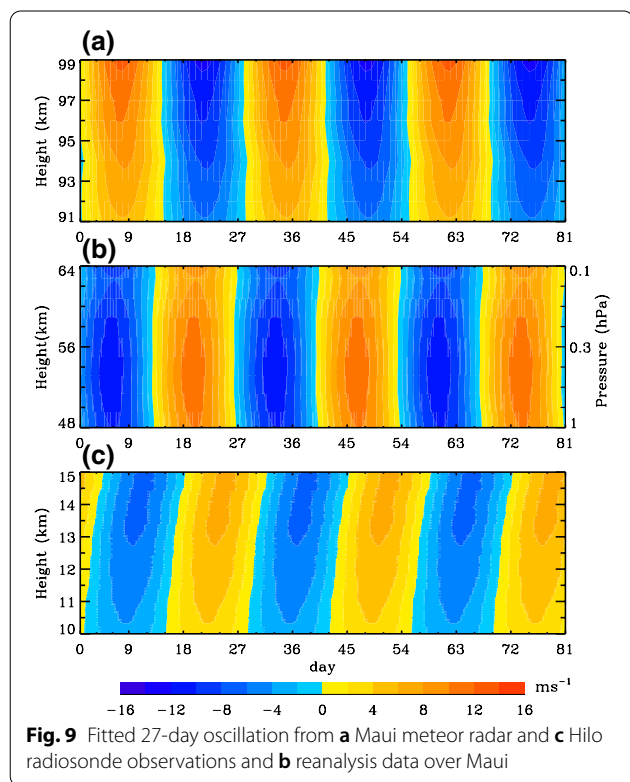 (a)
99
97
95
93
91
Height (km)
0 9 18 27 36 45 54 63 72 81
(b)
64
56
48
Height(km)
0.1
0.3
1
Pressure (hPa)
0 9 18 27 36 45 54 63 72 81
(c)
15
14
13
12
11
10
Height (km)
0 9 18 27 36 45 54 63 72 81
day
ms⁻¹
−16 −12 −8 −4 0 4 8 12 16
Fig. 9 Fitted 27-day oscillation from a Maui meteor radar and c Hilo
radiosonde observations and b reanalysis data over Maui